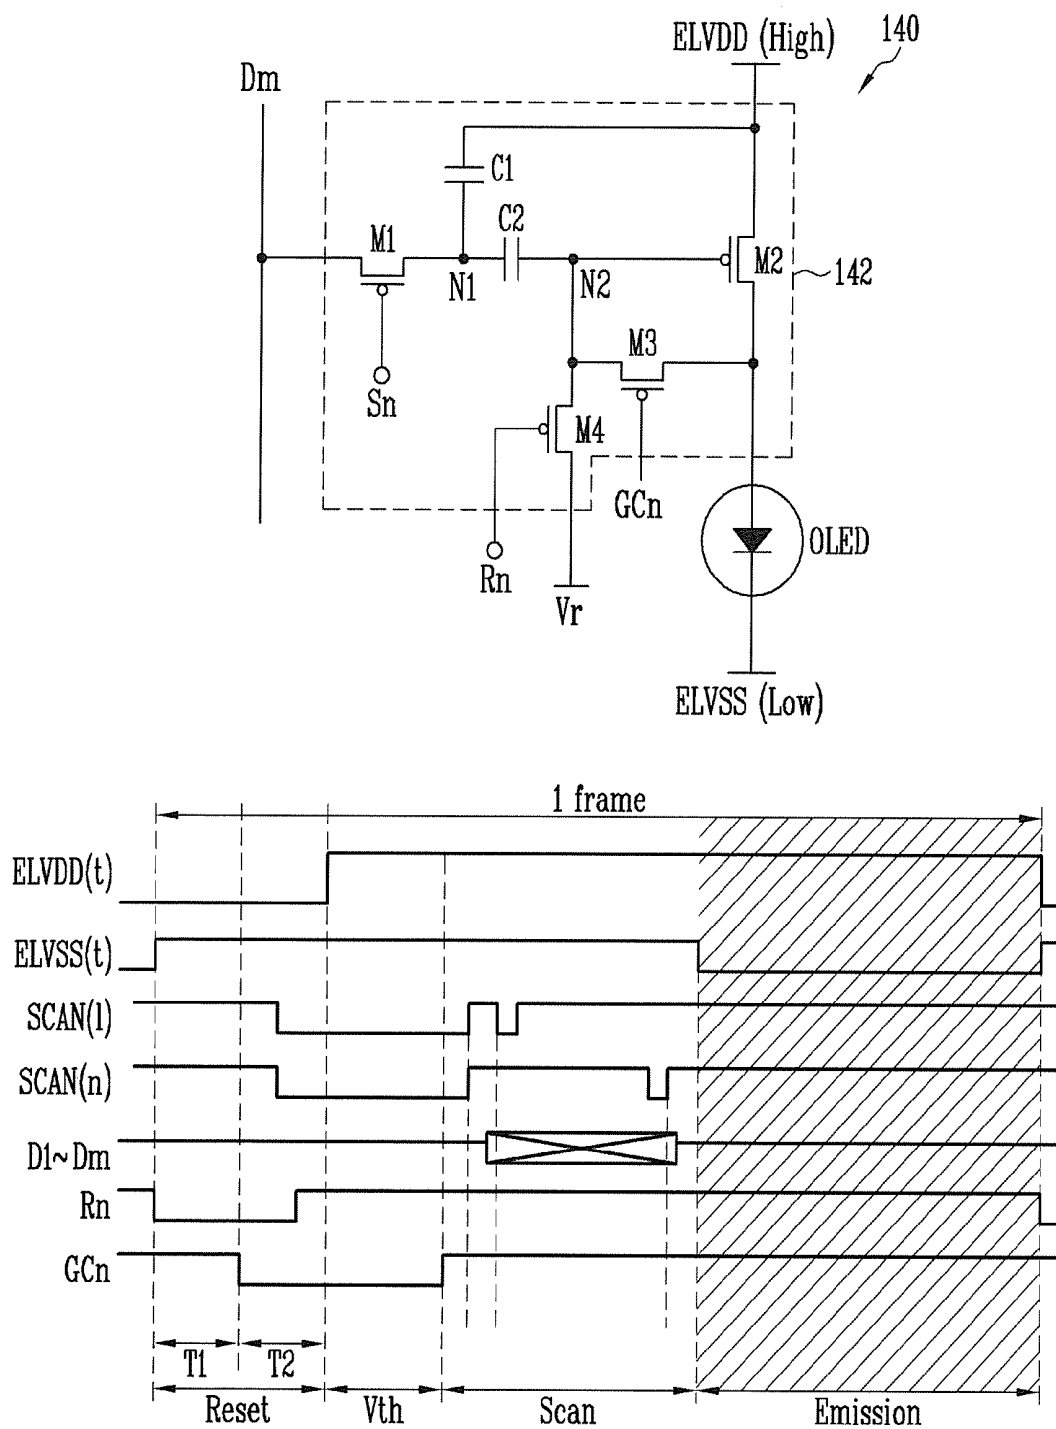 ELVDD (High)
140
Dm
C1
C2
M1
N1
N2
M2
142
M3
Sn
M4
GCn
OLED
Rn
Vr
ELVSS (Low)
1 frame
ELVDD(t)
ELVSS(t)
SCAN(1)
SCAN(n)
D1~Dm
Rn
GCn
T1
T2
Reset
Vth
Scan
Emission